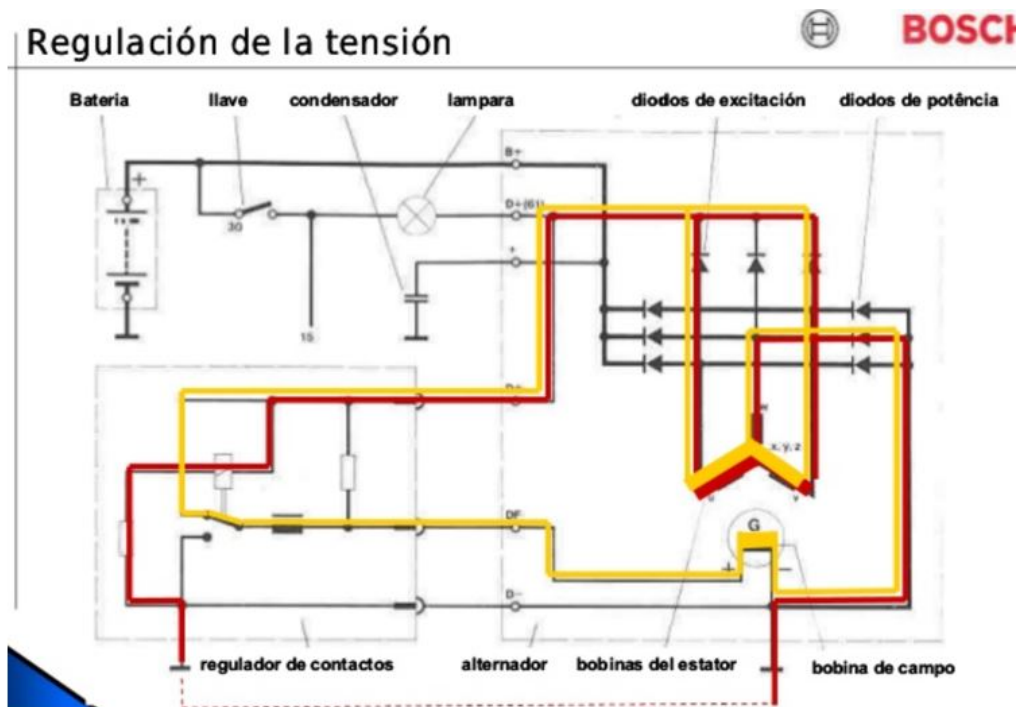 Regulación de la tensión
BOSCH
Bateria
llave
condensador
lampara
diodos de excitación
diodos de potência
B+
+
D+(61)
30
+
15
D+
x, y, z
u
v
G
DF
+
−
D−
regulador de contactos
alternador
bobinas del estator
bobina de campo